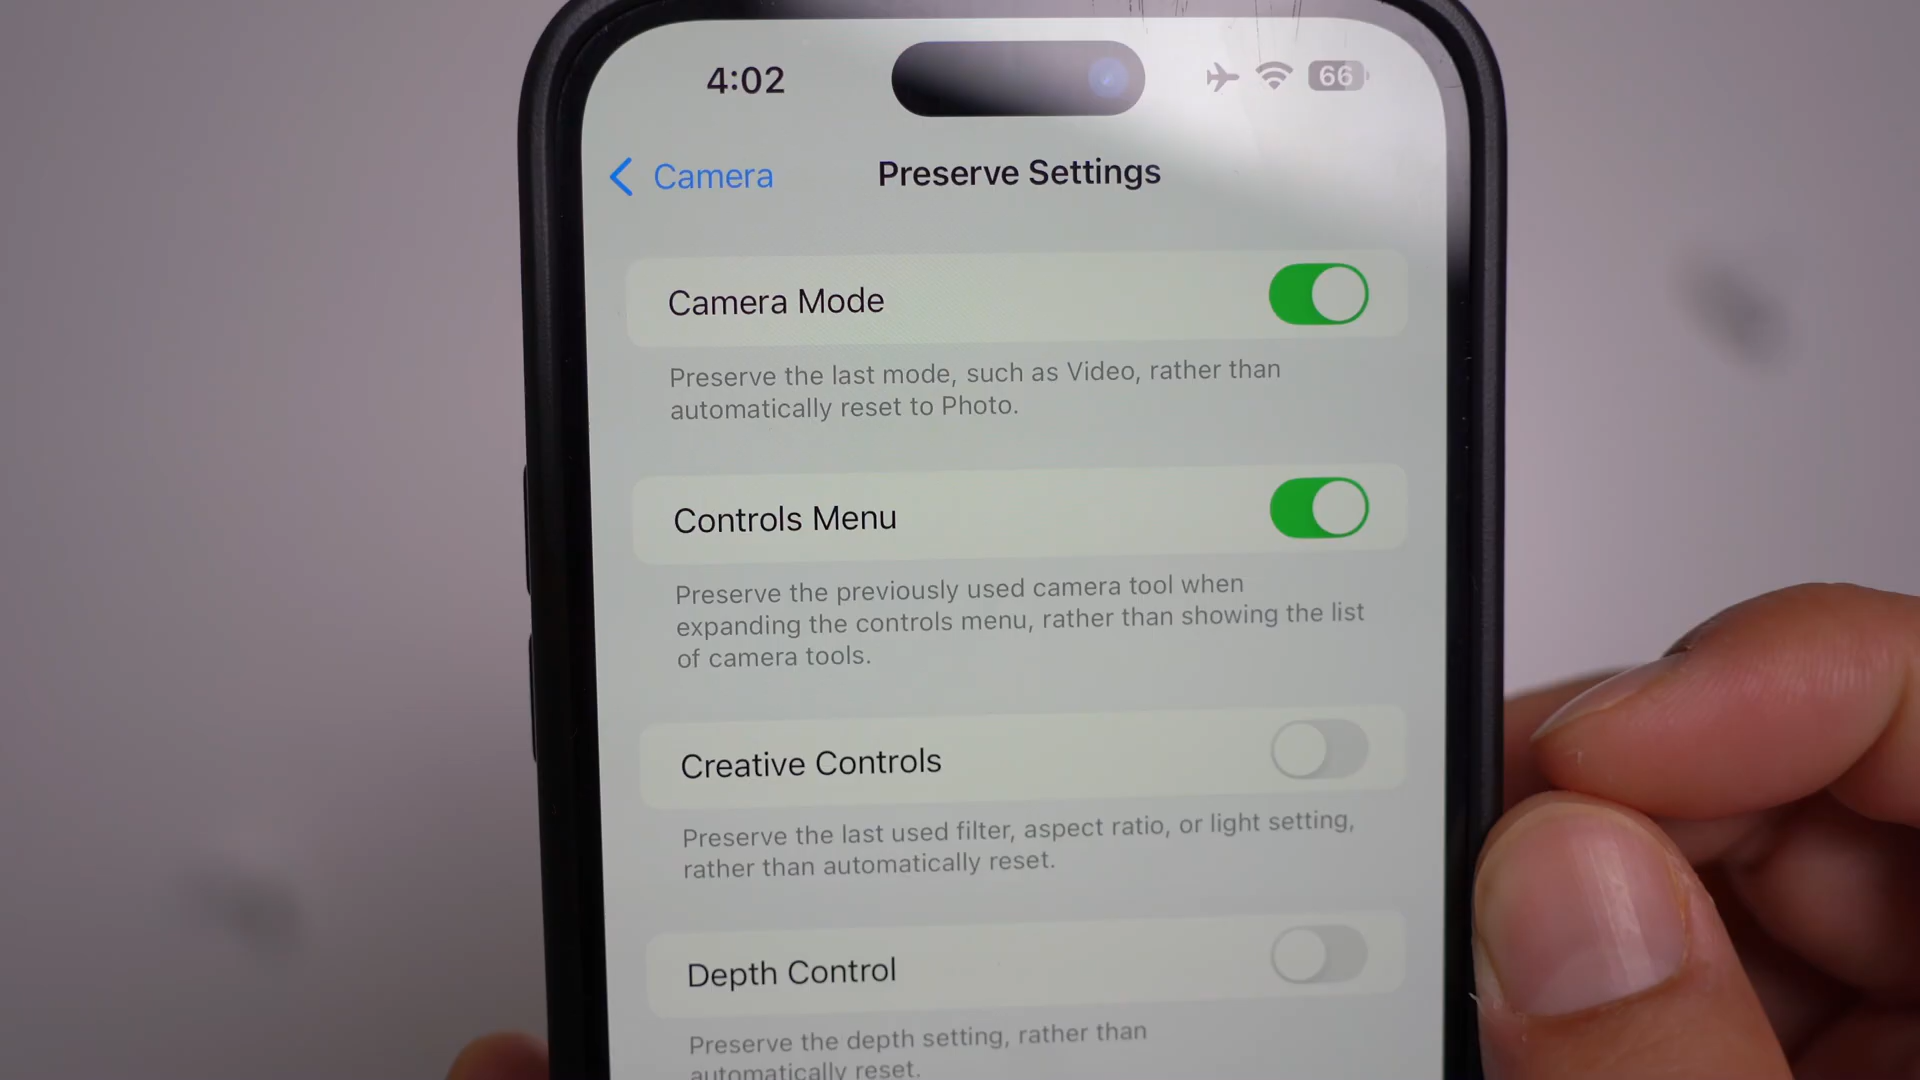 4:02
66
Camera
Preserve Settings
Camera Mode
Preserve the last mode, such as Video, rather than
automatically reset to Photo.
Controls Menu
Preserve the previously used camera tool when
expanding the controls menu, rather than showing the list
of camera tools.
Creative Controls
Preserve the last used filter, aspect ratio, or light setting,
rather than automatically reset.
Depth Control
Preserve the depth setting, rather than
automatically reset.